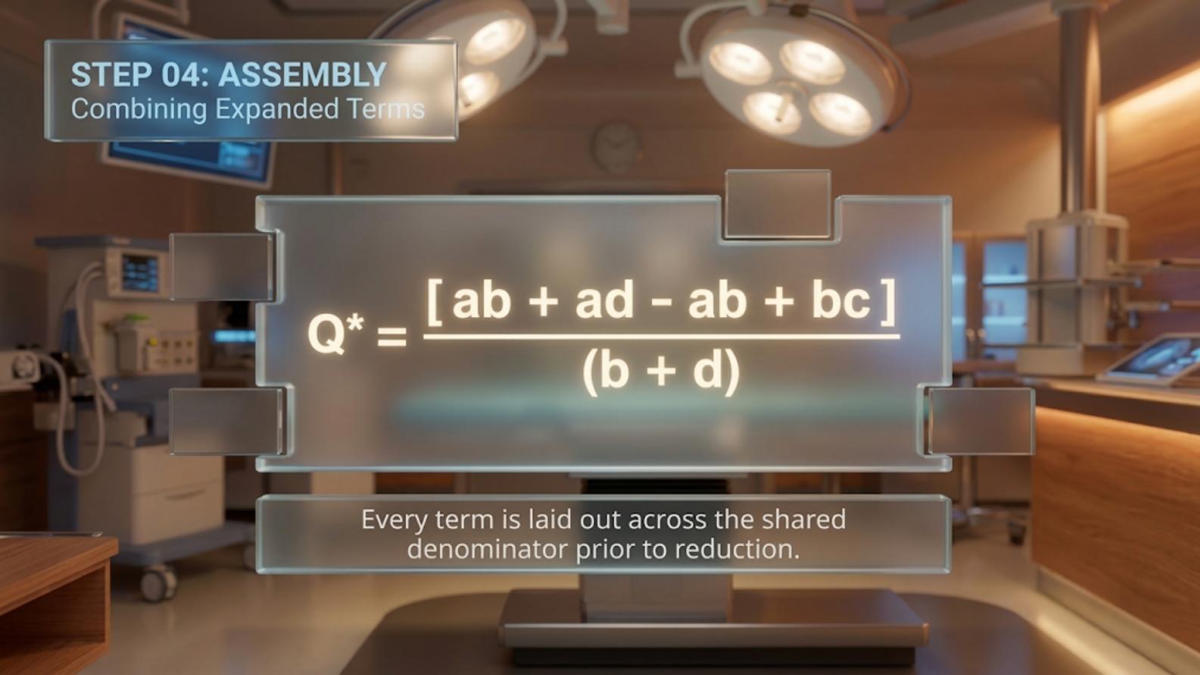 STEP 04: ASSEMBLY
Combining Expanded Terms
Q* = [ ab + ad - ab + bc ]
(b + d)
Every term is laid out across the shared
denominator prior to reduction.